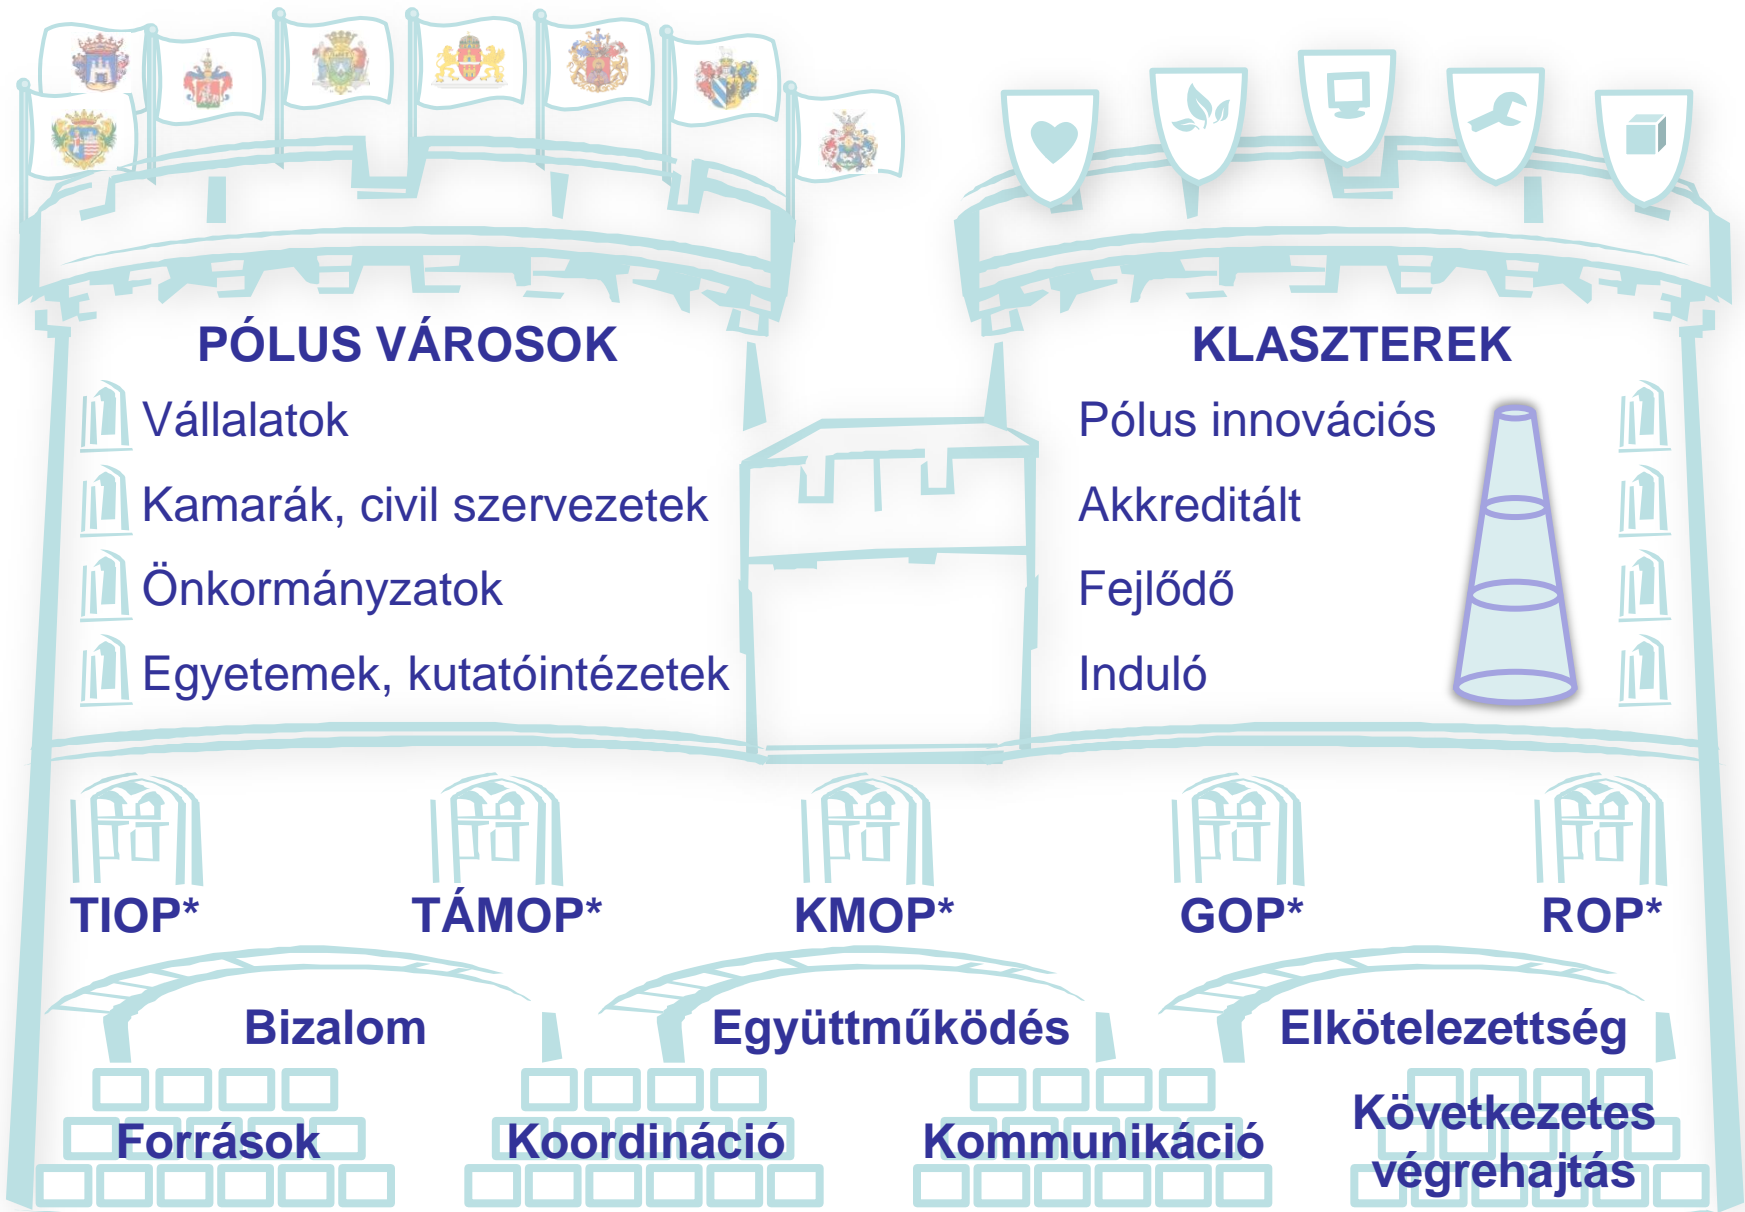 PÓLUS VÁROSOK
Vállalatok
Kamarák, civil szervezetek
Önkormányzatok
Egyetemek, kutatóintézetek
KLASZTEREK
Pólus innovációs
Akkreditált
Fejlődő
Induló
TIOP*
TÁMOP*
KMOP*
GOP*
ROP*
Bizalom
Együttműködés
Elkötelezettség
Források
Koordináció
Kommunikáció
Következetes
végrehajtás